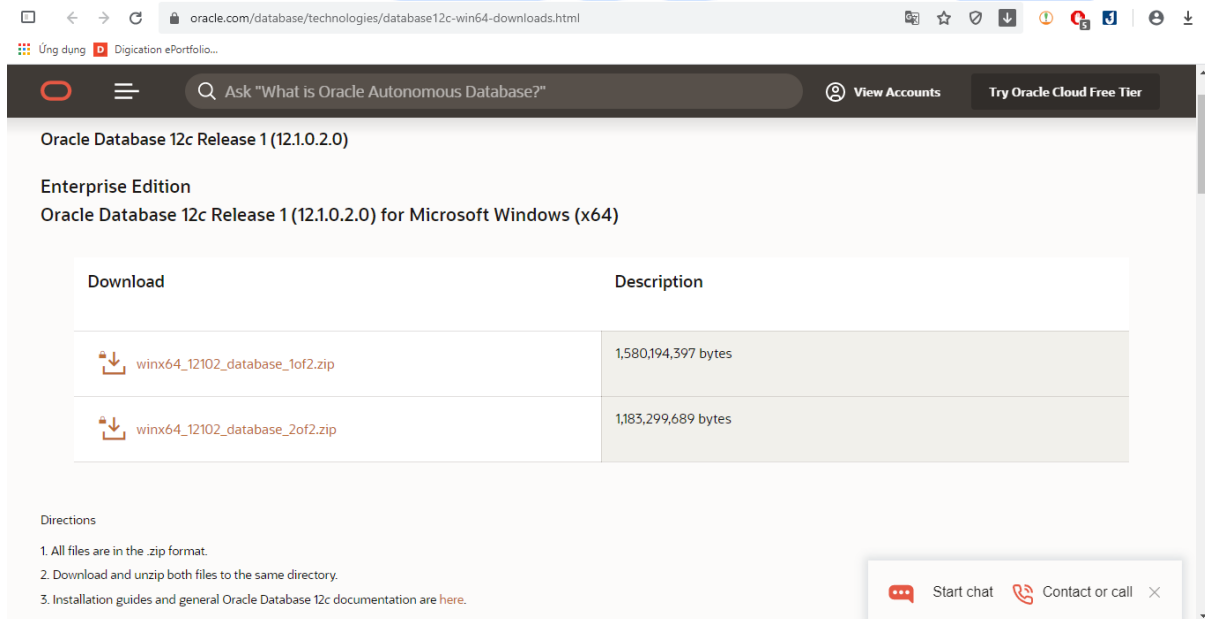 oracle.com/database/technologies/database12c-win64-downloads.html
5
Ứng dụng D Digication ePortfolio...
Ask "What is Oracle Autonomous Database?" View Accounts Try Oracle Cloud Free Tier
Oracle Database 12c Release 1 (12.1.0.2.0)
Enterprise Edition
Oracle Database 12c Release 1 (12.1.0.2.0) for Microsoft Windows (x64)
Download Description
winx64_12102_database_1of2.zip 1,580,194,397 bytes
winx64_12102_database_2of2.zip 1,183,299,689 bytes
Directions
1. All files are in the .zip format.
2. Download and unzip both files to the same directory.
3. Installation guides and general Oracle Database 12c documentation are here.
Start chat Contact or call